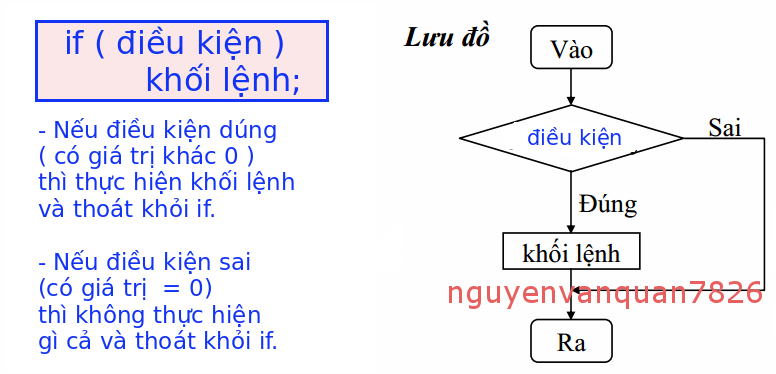 if ( điều kiện )
khối lệnh;
- Nếu điều kiện dúng
( có giá trị khác 0 )
thì thực hiện khối lệnh
và thoát khỏi if.
- Nếu điều kiện sai
(có giá trị = 0)
thì không thực hiện
gì cả và thoát khỏi if.
Lưu đồ
Vào
điều kiện
Sai
Đúng
khối lệnh
nguyenvanquan7826
Ra